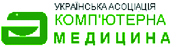 УКРАЇНСЬКА АСОЦІАЦІЯ
КОМП'ЮТЕРНА
МЕДИЦИНА